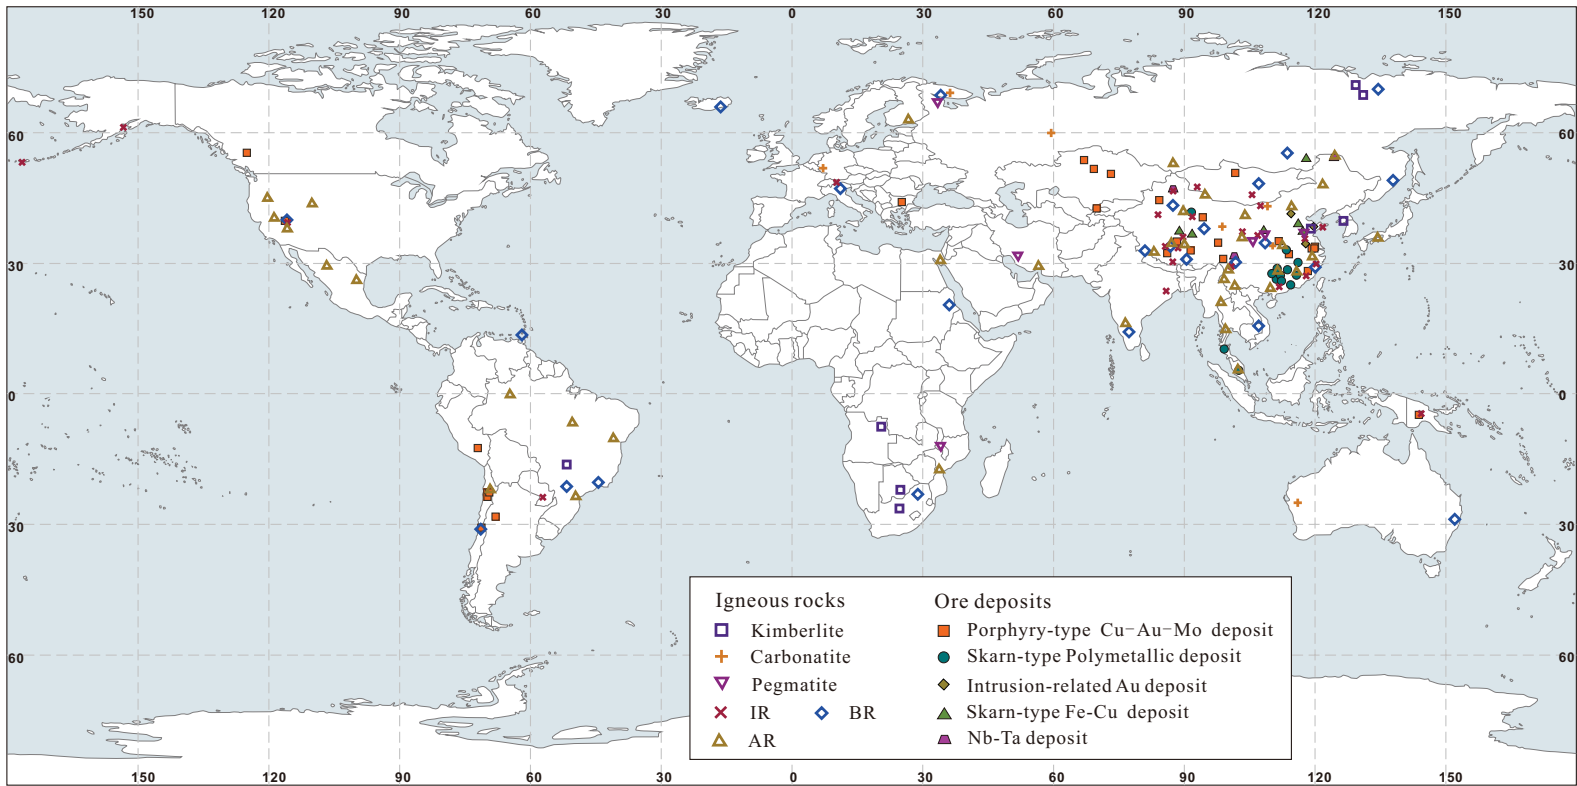 150 120 90 60 30 0 30 60 90 120 150
60 60
30 30
0 0
30 30
60 60
Igneous rocks
Kimberlite
Carbonatite
Pegmatite
IR BR
AR
Ore deposits
Porphyry-type Cu-Au-Mo deposit
Skarn-type Polymetallic deposit
Intrusion-related Au deposit
Skarn-type Fe-Cu deposit
Nb-Ta deposit
150 120 90 60 30 0 30 60 90 120 150